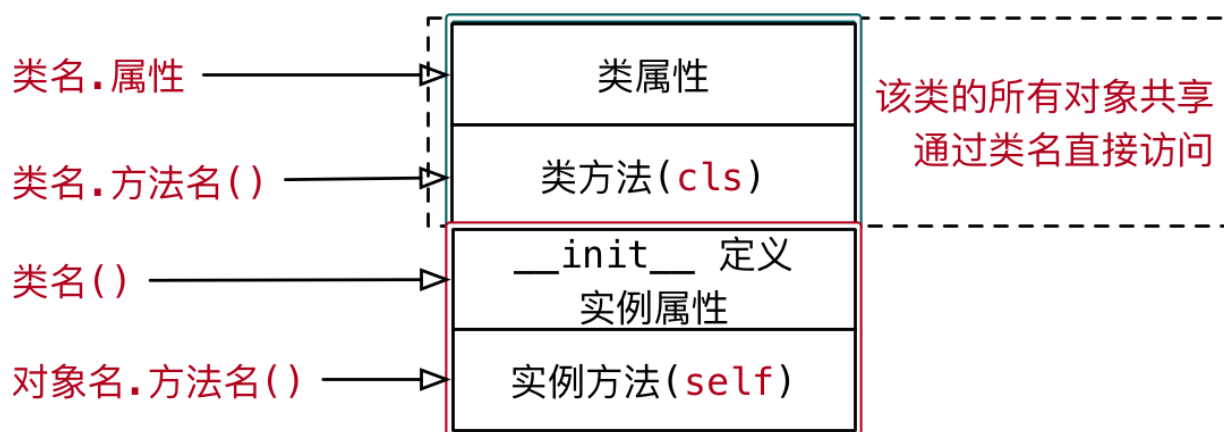 类名.属性
类属性
该类的所有对象共享
通过类名直接访问
类名.方法名()
类方法(cls)
类名()
__init__ 定义
实例属性
对象名.方法名()
实例方法(self)